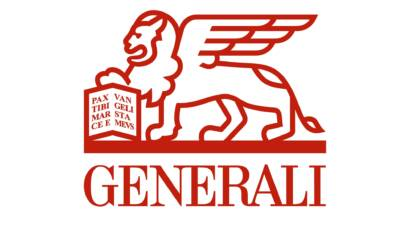 PAX VAN
TIBI GELI
MAR STA
CE E MEVS
GENERALI